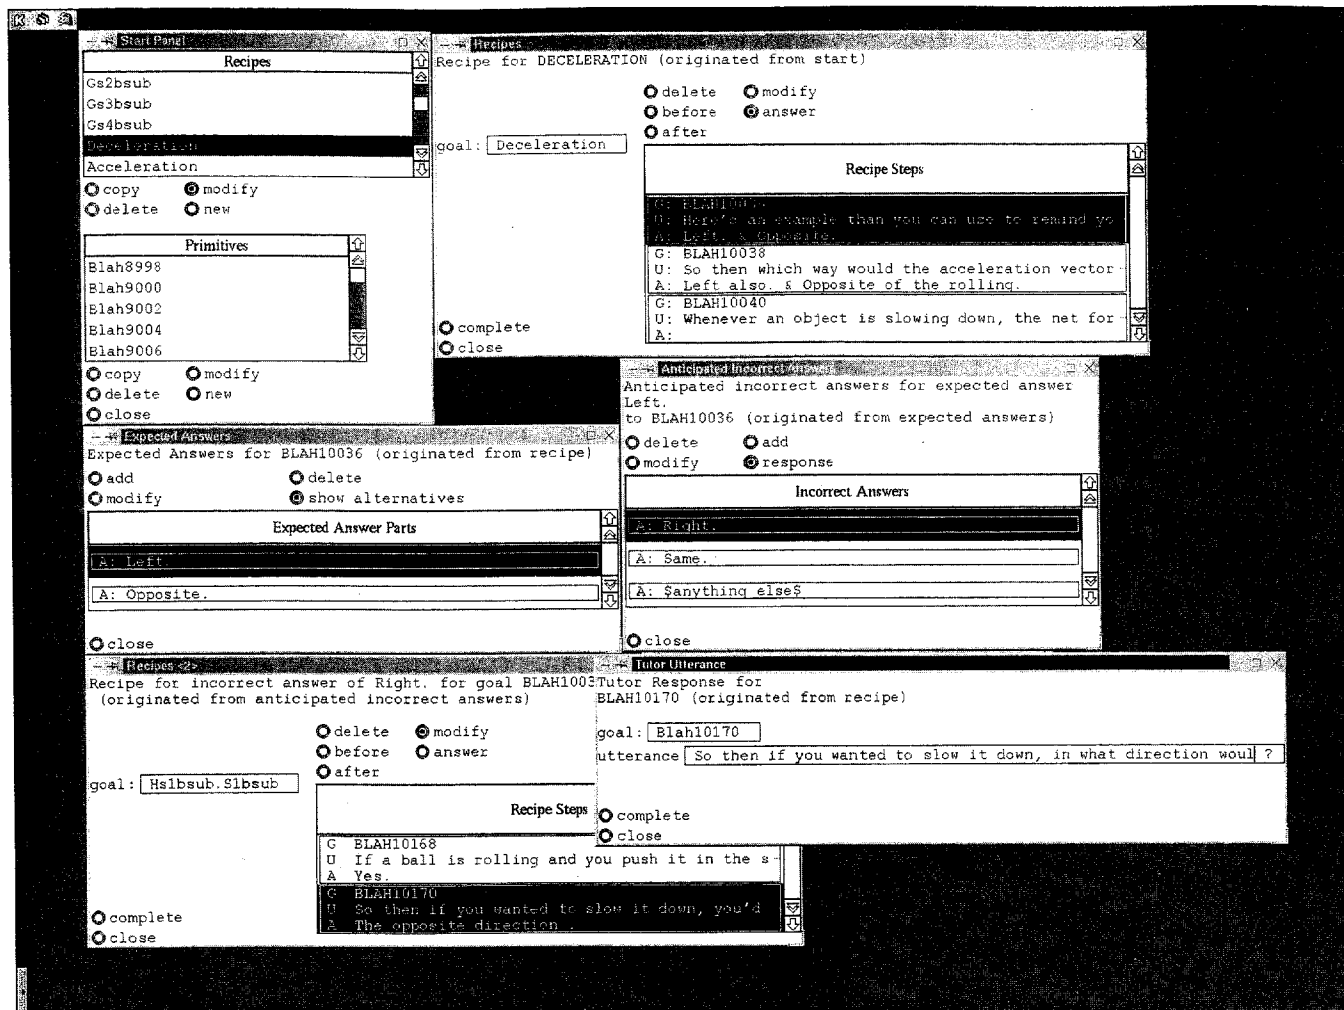 Start Panel
Recipes
Gs2bsub
Gs3bsub
Gs4bsub
Deceleration
Acceleration
copy modify
delete new
Primitives
Blah8998
Blah9000
Blah9002
Blah9004
Blah9006
copy modify
delete new
close
Recipes
Recipe for DECELERATION (originated from start)
delete modify
before answer
after
goal: Deceleration
Recipe Steps
G: BLAH10036
U: Here's an example than you can use to remind yo
A: Left. & Opposite.
G: BLAH10038
U: So then which way would the acceleration vector
A: Left also. & Opposite of the rolling.
G: BLAH10040
U: Whenever an object is slowing down, the net for
A:
complete
close
Expected Answers
Expected Answers for BLAH10036 (originated from recipe)
add delete
modify show alternatives
Expected Answer Parts
A: Left.
A: Opposite.
close
Anticipated Incorrect Answers
Anticipated incorrect answers for expected answer
Left.
to BLAH10036 (originated from expected answers)
delete add
modify response
Incorrect Answers
A: Right.
A: Same.
A: $anything else$
close
Recipes <2>
Recipe for incorrect answer of Right. for goal BLAH1003
(originated from anticipated incorrect answers)
delete modify
before answer
after
goal: Hs1bsub.S1bsub
Recipe Steps
G BLAH10168
U If a ball is rolling and you push it in the s
A Yes.
G BLAH10170
U So then if you wanted to slow it down, you'd
A The opposite direction .
complete
close
Tutor Utterance
Tutor Response for
BLAH10170 (originated from recipe)
goal: Blah10170
utterance So then if you wanted to slow it down, in what direction woul ?
complete
close